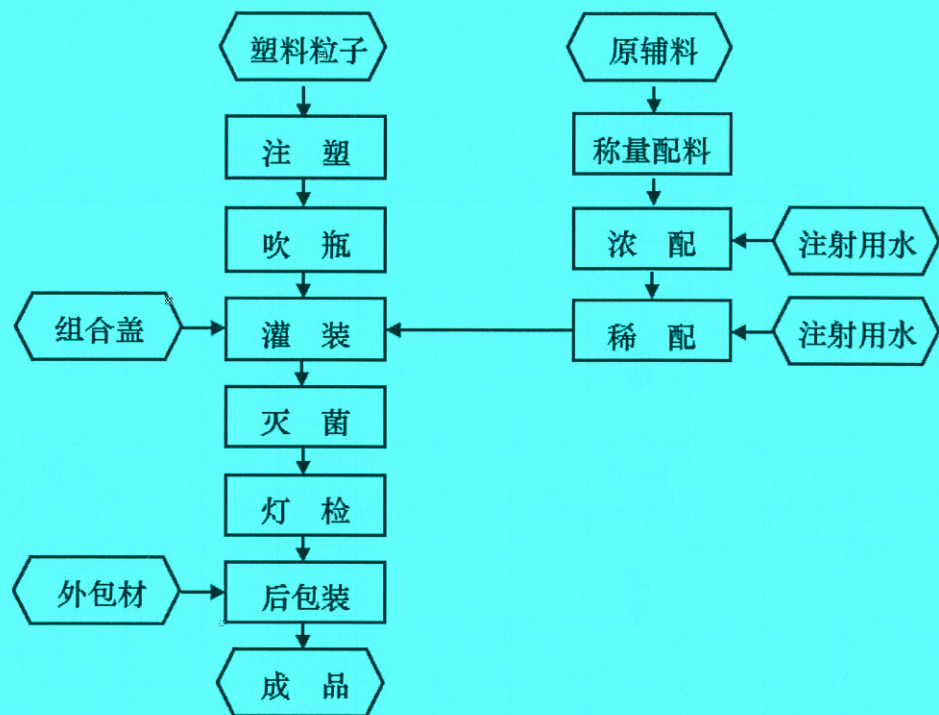 塑料粒子
原辅料
注 塑
称量配料
吹 瓶
浓 配
注射用水
组合盖
灌 装
稀 配
注射用水
灭 菌
灯 检
外包材
后包装
成 品